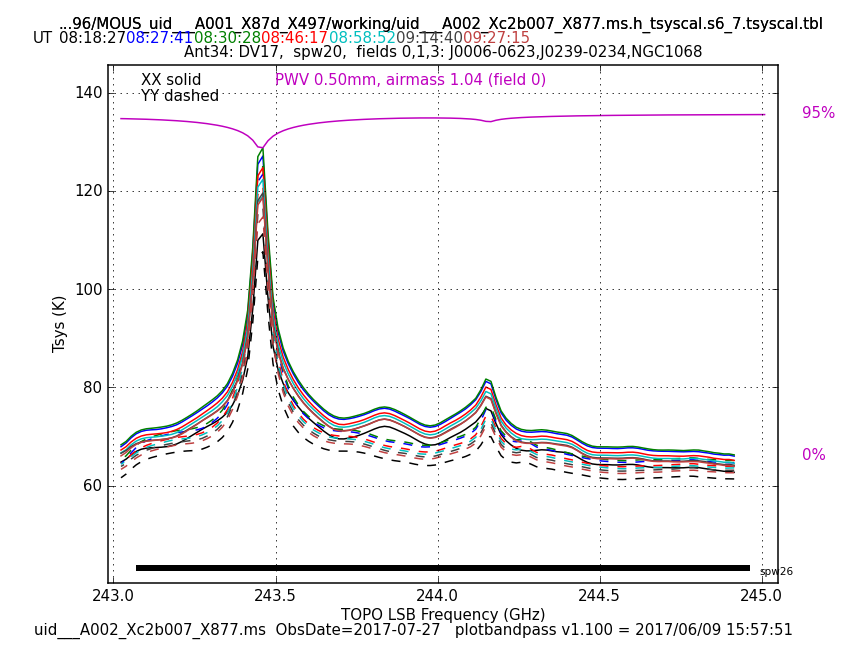 ...96/MOUS_uid___A001_X87d_X497/working/uid___A002_Xc2b007_X877.ms.h_tsyscal.s6_7.tsyscal.tbl
UT 08:18:27 08:27:41 08:30:28 08:46:17 08:58:52 09:14:40 09:27:15
Ant34: DV17, spw20, fields 0,1,3: J0006-0623,J0239-0234,NGC1068
XX solid
PWV 0.50mm, airmass 1.04 (field 0)
YY dashed
140
120
100
80
60
95%
0%
Tsys (K)
spw26
243.0 243.5 244.0 244.5 245.0
TOPO LSB Frequency (GHz)
uid___A002_Xc2b007_X877.ms ObsDate=2017-07-27 plotbandpass v1.100 = 2017/06/09 15:57:51